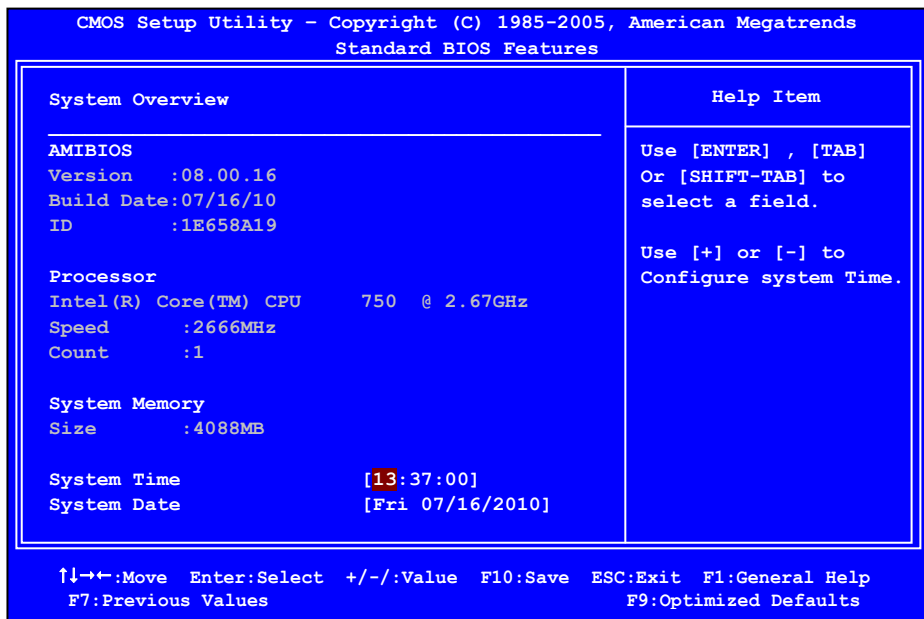 CMOS Setup Utility – Copyright (C) 1985-2005, American Megatrends
Standard BIOS Features
System Overview
Help Item
AMIBIOS
Version :08.00.16
Build Date:07/16/10
ID :1E658A19
Processor
Intel(R) Core(TM) CPU 750 @ 2.67GHz
Speed :2666MHz
Count :1
System Memory
Size :4088MB
System Time [13:37:00]
System Date [Fri 07/16/2010]
Use [ENTER] , [TAB]
Or [SHIFT-TAB] to
select a field.
Use [+] or [-] to
Configure system Time.
↑↓→←:Move Enter:Select +/-/:Value F10:Save ESC:Exit F1:General Help
F7:Previous Values F9:Optimized Defaults